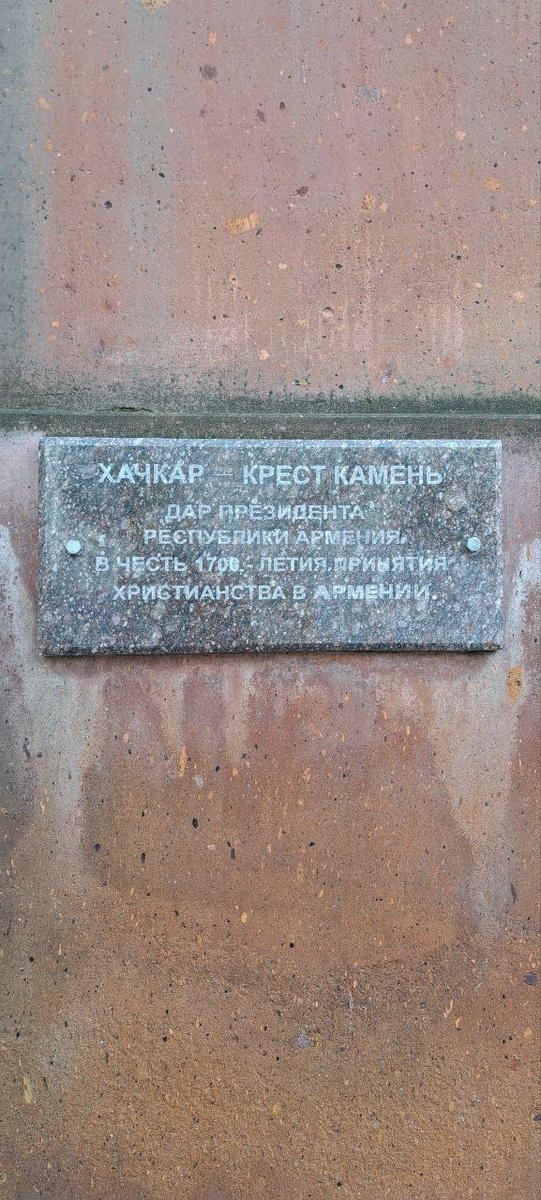 ХАЧКАР – КРЕСТ КАМЕНЬ
ДАР ПРЕЗИДЕНТА
РЕСПУБЛИКИ АРМЕНИЯ
В ЧЕСТЬ 1700 - ЛЕТИЯ ПРИНЯТИЯ
ХРИСТИАНСТВА В АРМЕНИИ.